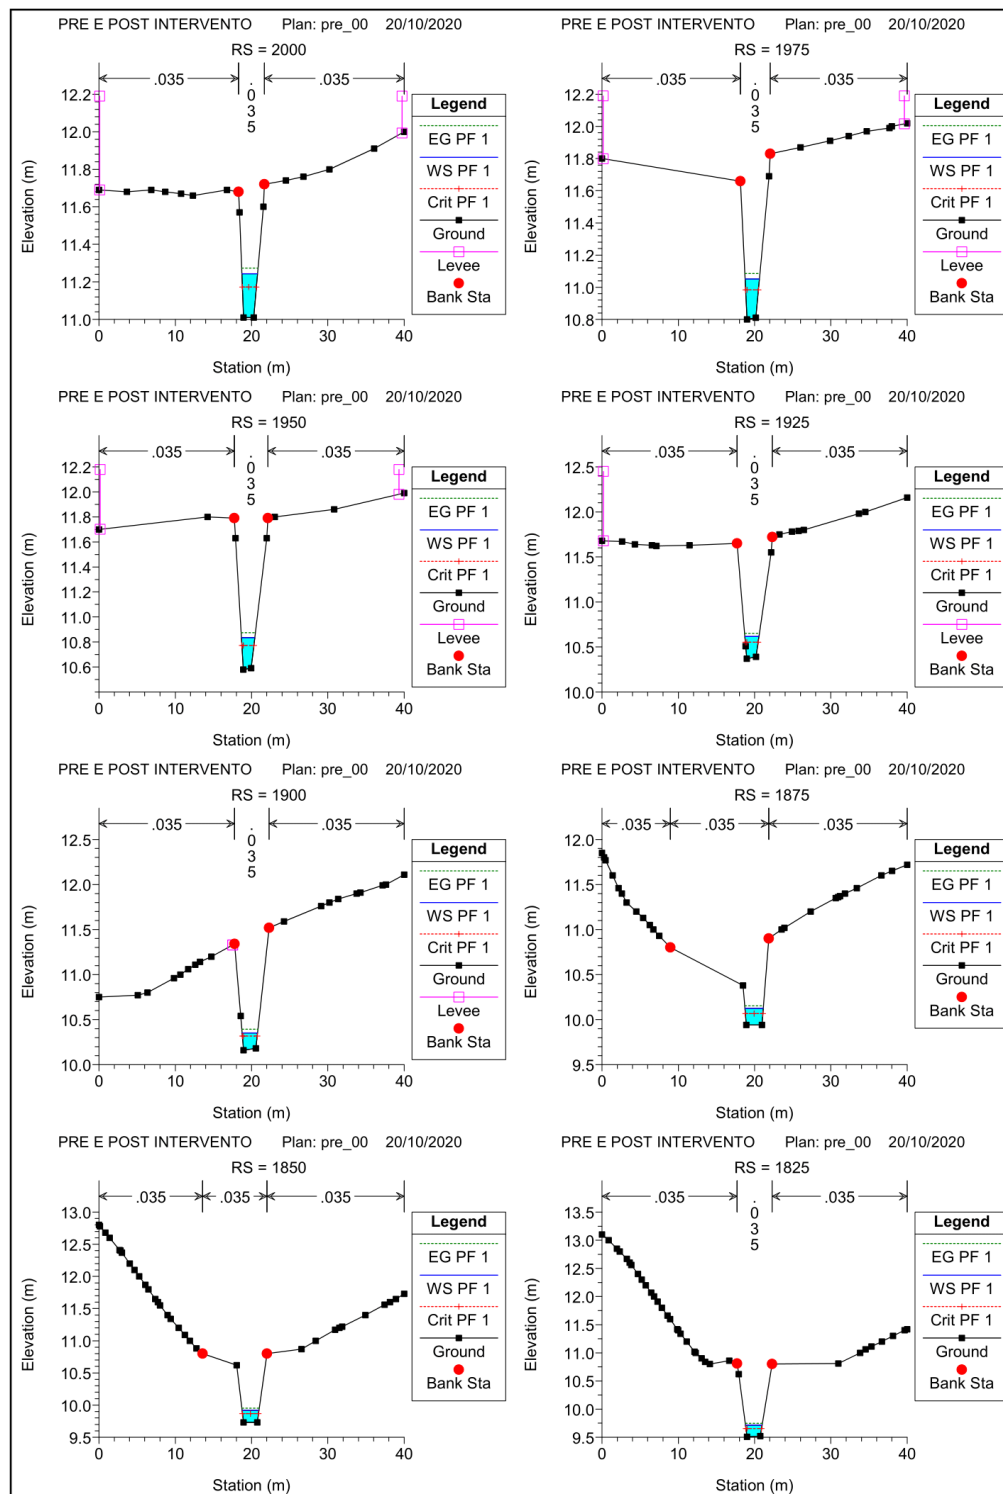 PRE E POST INTERVENTO Plan: pre_00 20/10/2020
RS = 2000
.035 .035 .035
12.2
12.0
11.8
11.6
11.4
11.2
11.0
Elevation (m)
0 10 20 30 40
Station (m)
Legend
EG PF 1
WS PF 1
Crit PF 1
Ground
Levee
Bank Sta
PRE E POST INTERVENTO Plan: pre_00 20/10/2020
RS = 1975
.035 .035 .035
12.2
12.0
11.8
11.6
11.4
11.2
11.0
10.8
Elevation (m)
0 10 20 30 40
Station (m)
Legend
EG PF 1
WS PF 1
Crit PF 1
Ground
Levee
Bank Sta
PRE E POST INTERVENTO Plan: pre_00 20/10/2020
RS = 1950
.035 .035 .035
12.2
12.0
11.8
11.6
11.4
11.2
11.0
10.8
10.6
Elevation (m)
0 10 20 30 40
Station (m)
Legend
EG PF 1
WS PF 1
Crit PF 1
Ground
Levee
Bank Sta
PRE E POST INTERVENTO Plan: pre_00 20/10/2020
RS = 1925
.035 .035 .035
12.5
12.0
11.5
11.0
10.5
10.0
Elevation (m)
0 10 20 30 40
Station (m)
Legend
EG PF 1
WS PF 1
Crit PF 1
Ground
Levee
Bank Sta
PRE E POST INTERVENTO Plan: pre_00 20/10/2020
RS = 1900
.035 .035 .035
12.5
12.0
11.5
11.0
10.5
10.0
Elevation (m)
0 10 20 30 40
Station (m)
Legend
EG PF 1
WS PF 1
Crit PF 1
Ground
Levee
Bank Sta
PRE E POST INTERVENTO Plan: pre_00 20/10/2020
RS = 1875
.035 .035 .035
12.0
11.5
11.0
10.5
10.0
9.5
Elevation (m)
0 10 20 30 40
Station (m)
Legend
EG PF 1
WS PF 1
Crit PF 1
Ground
Bank Sta
PRE E POST INTERVENTO Plan: pre_00 20/10/2020
RS = 1850
.035 .035 .035
13.0
12.5
12.0
11.5
11.0
10.5
10.0
9.5
Elevation (m)
0 10 20 30 40
Station (m)
Legend
EG PF 1
WS PF 1
Crit PF 1
Ground
Bank Sta
PRE E POST INTERVENTO Plan: pre_00 20/10/2020
RS = 1825
.035 .035 .035
13.5
13.0
12.5
12.0
11.5
11.0
10.5
10.0
9.5
Elevation (m)
0 10 20 30 40
Station (m)
Legend
EG PF 1
WS PF 1
Crit PF 1
Ground
Bank Sta